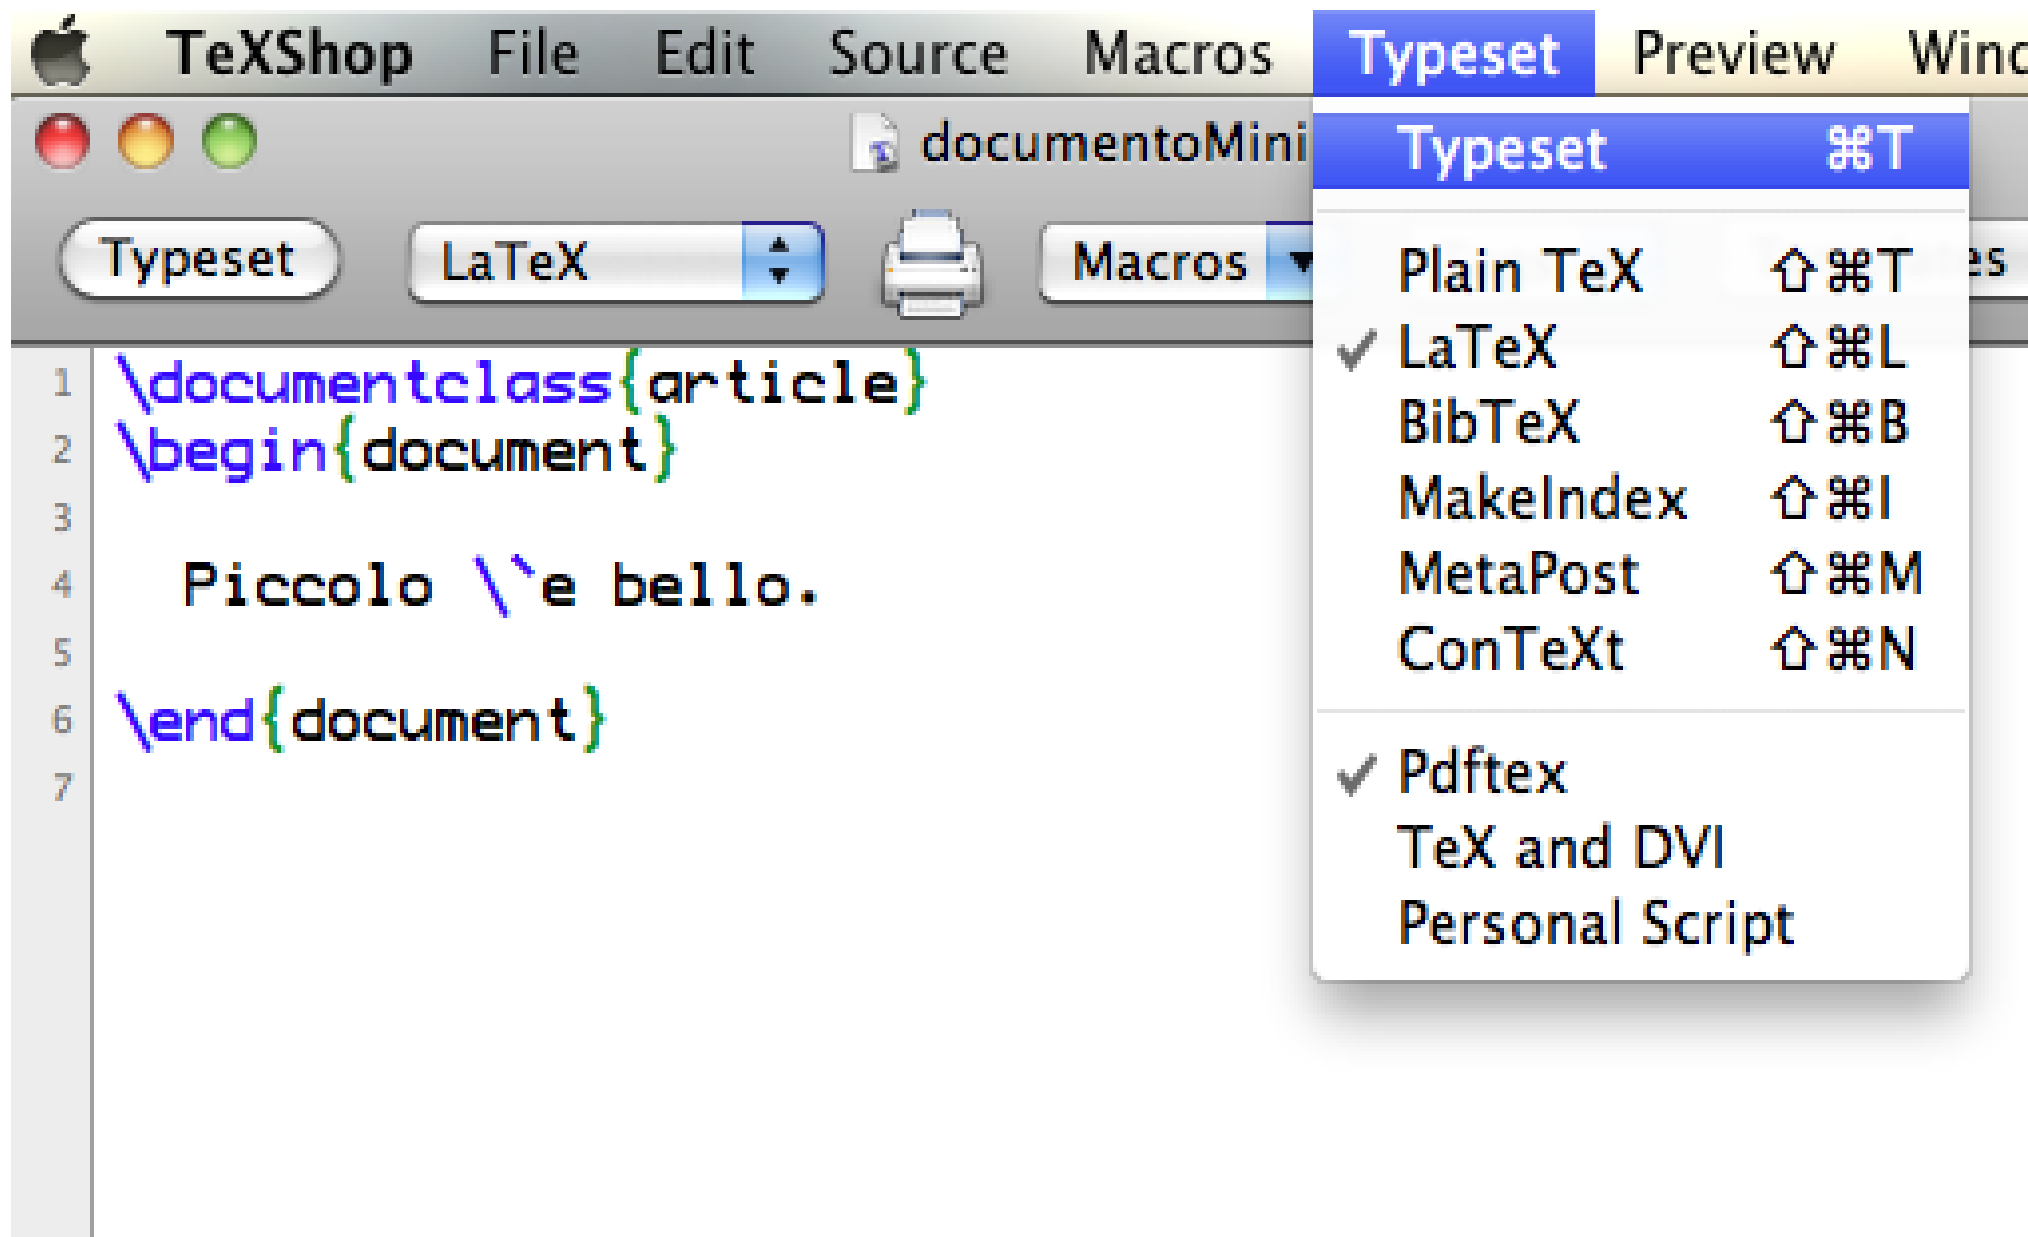 TeXShop File Edit Source Macros Typeset Preview
documentoMini
Typeset LaTeX Macros
Typeset ⌘T
Plain TeX ⇧⌘T
✓ LaTeX ⇧⌘L
BibTeX ⇧⌘B
MakeIndex ⇧⌘I
MetaPost ⇧⌘M
ConTeXt ⇧⌘N
✓ Pdftex
TeX and DVI
Personal Script
1 \documentclass{article}
2 \begin{document}
3
4 Piccolo \`e bello.
5
6 \end{document}
7